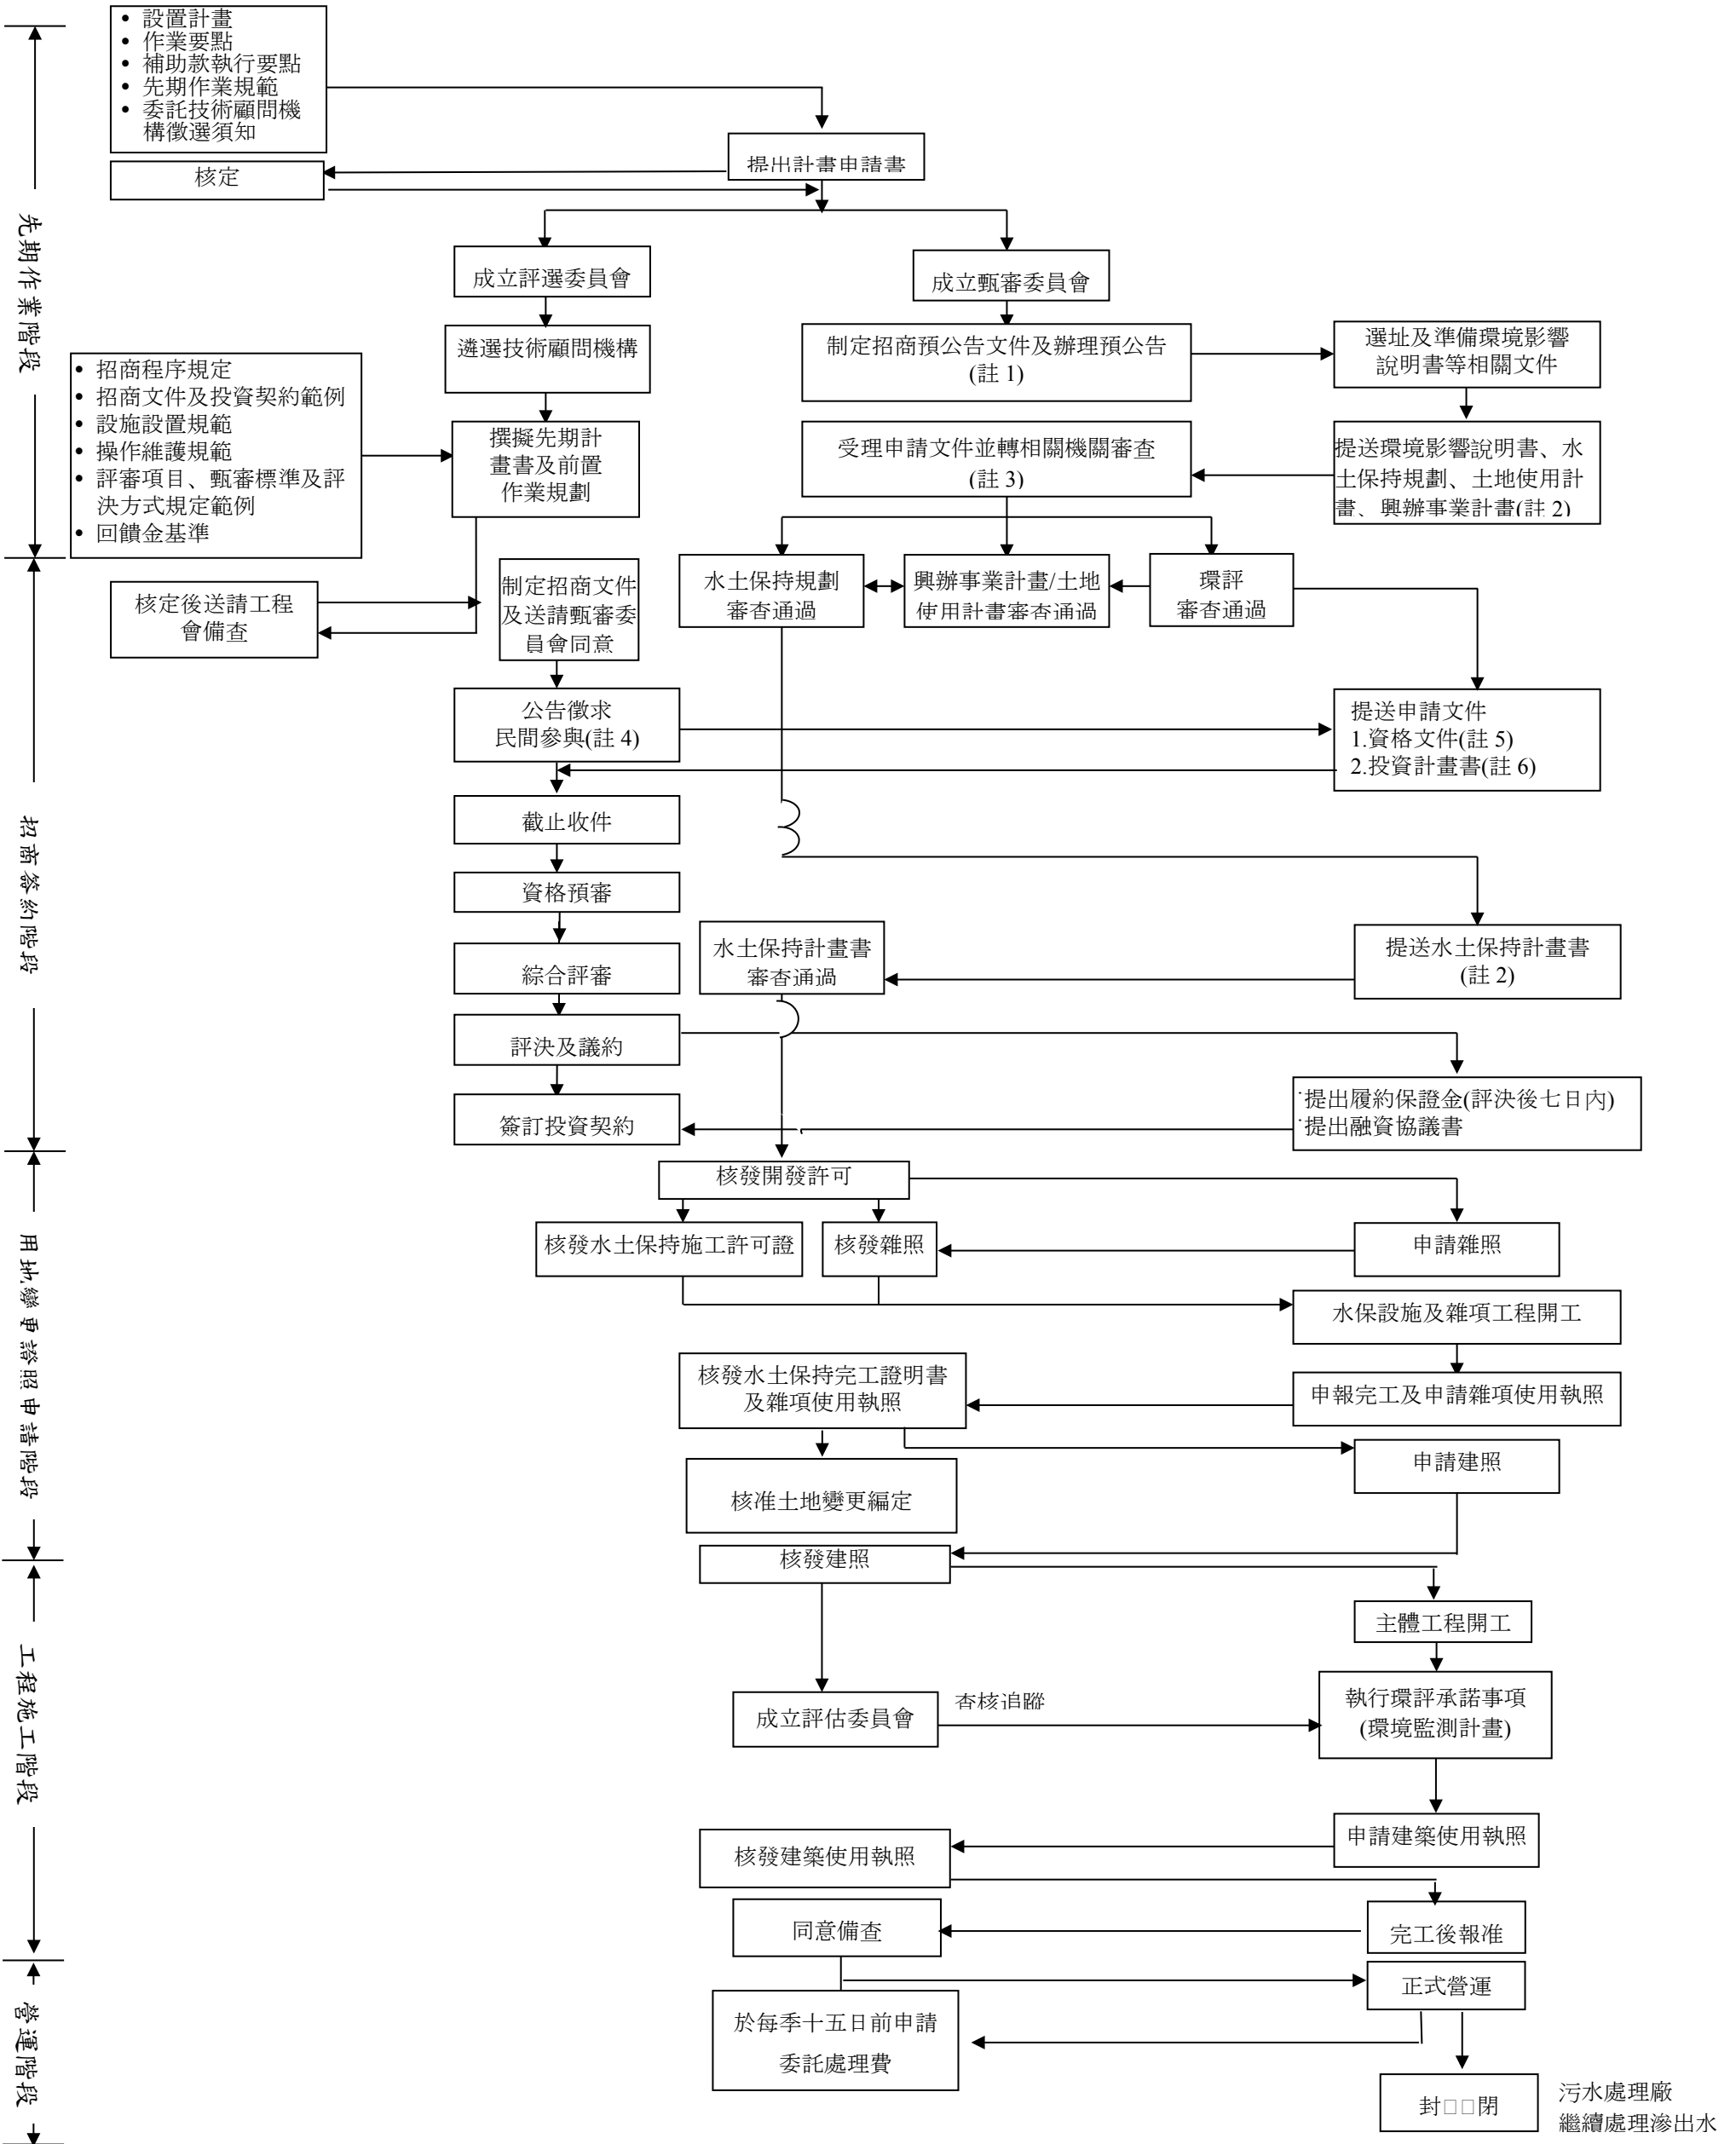 • 設置計畫
• 作業要點
• 補助款執行要點
• 先期作業規範
• 委託技術顧問機
構徵選須知
提出計畫申請書
核定
先期作業階段
成立評選委員會
成立甄審委員會
遴選技術顧問機構
制定招商預公告文件及辦理預公告
(註 1)
選址及準備環境影響
說明書等相關文件
• 招商程序規定
• 招商文件及投資契約範例
• 設施設置規範
• 操作維護規範
• 評審項目、甄審標準及評
決方式規定範例
• 回饋金基準
撰擬先期計
畫書及前置
作業規劃
受理申請文件並轉相關機關審查
(註 3)
提送環境影響說明書、水
土保持規劃、土地使用計
畫、興辦事業計畫(註 2)
核定後送請工程
會備查
制定招商文件
及送請甄審委
員會同意
水土保持規劃
審查通過
興辦事業計畫/土地
使用計畫審查通過
環評
審查通過
公告徵求
民間參與(註 4)
提送申請文件
1.資格文件(註 5)
2.投資計畫書(註 6)
招商簽約階段
截止收件
資格預審
綜合評審
水土保持計畫書
審查通過
提送水土保持計畫書
(註 2)
評決及議約
˙提出履約保證金(評決後七日內)
˙提出融資協議書
簽訂投資契約
核發開發許可
用地變更證照申請階段
核發水土保持施工許可證
核發雜照
申請雜照
水保設施及雜項工程開工
核發水土保持完工證明書
及雜項使用執照
申報完工及申請雜項使用執照
申請建照
核准土地變更編定
核發建照
主體工程開工
工程施工階段
成立評估委員會
查核追蹤
執行環評承諾事項
(環境監測計畫)
申請建築使用執照
核發建築使用執照
同意備查
完工後報准
營運階段
正式營運
於每季十五日前申請
委託處理費
封□□閉
污水處理廠
繼續處理滲出水